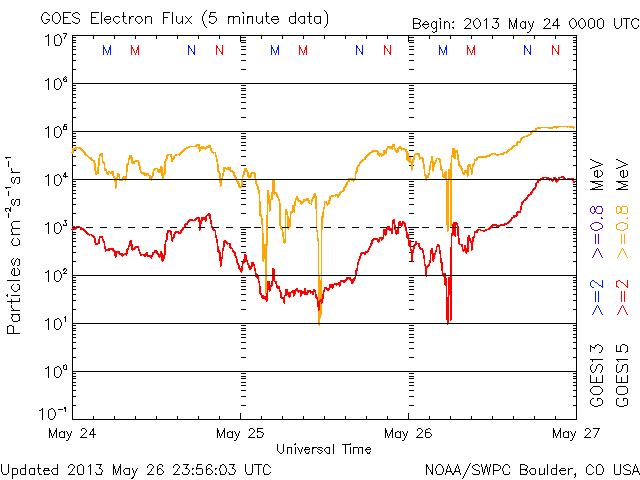 GOES Electron Flux (5 minute data)
Begin: 2013 May 24 0000 UTC
M M N N M M N N M M N N
10⁷
10⁶
10⁵
10⁴
10³
10²
10¹
10⁰
10⁻¹
Particles cm⁻²s⁻¹sr⁻¹
May 24 May 25 May 26 May 27
Universal Time
GOES13 >=2 >=0.8 MeV
GOES15 >=2 >=0.8 MeV
Updated 2013 May 26 23:56:03 UTC
NOAA/SWPC Boulder, CO USA